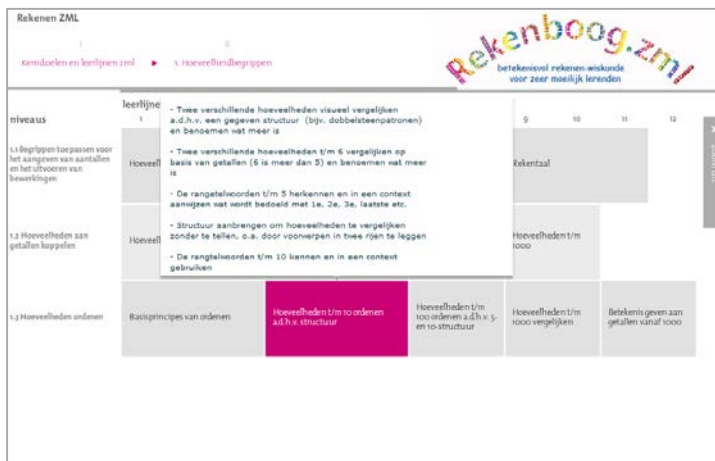 Rekenen ZML
Kerndoelen en leerlijnen zml
1. Hoeveelheidbegrippen
Rekenboog.zml
betekenisvol rekenen-wiskunde
voor zeer moeilijk lerenden
leerlijne
niveaus
1
9
10
11
12
- Twee verschillende hoeveelheden visueel vergelijken
a.d.h.v. een gegeven structuur (bijv. dobbelsteenpatronen)
en benoemen wat meer is
- Twee verschillende hoeveelheden t/m 6 vergelijken op
basis van getallen (6 is meer dan 5) en benoemen wat meer
is
- De rangtelwoorden t/m 5 herkennen en in een context
aanwijzen wat wordt bedoeld met 1e, 2e, 3e, laatste etc.
- Structuur aanbrengen om hoeveelheden te vergelijken
zonder te tellen, o.a. door voorwerpen in twee rijen te leggen
- De rangtelwoorden t/m 10 kennen en in een context
gebruiken
1.1 Begrippen toepassen voor
het aangeven van aantallen
en het uitvoeren van
bewerkingen
Hoeveelh
Rekentaal
1.2 Hoeveelheden aan
getallen koppelen
Hoeveelh
Hoeveelheden t/m
1000
1.3 Hoeveelheden ordenen
Basisprincipes van ordenen
Hoeveelheden t/m 10 ordenen
a.d.h.v. structuur
Hoeveelheden t/m
100 ordenen a.d.h.v. 5-
en 10-structuur
Hoeveelheden t/m
1000 vergelijken
Betekenis geven aan
getallen vanaf 1000